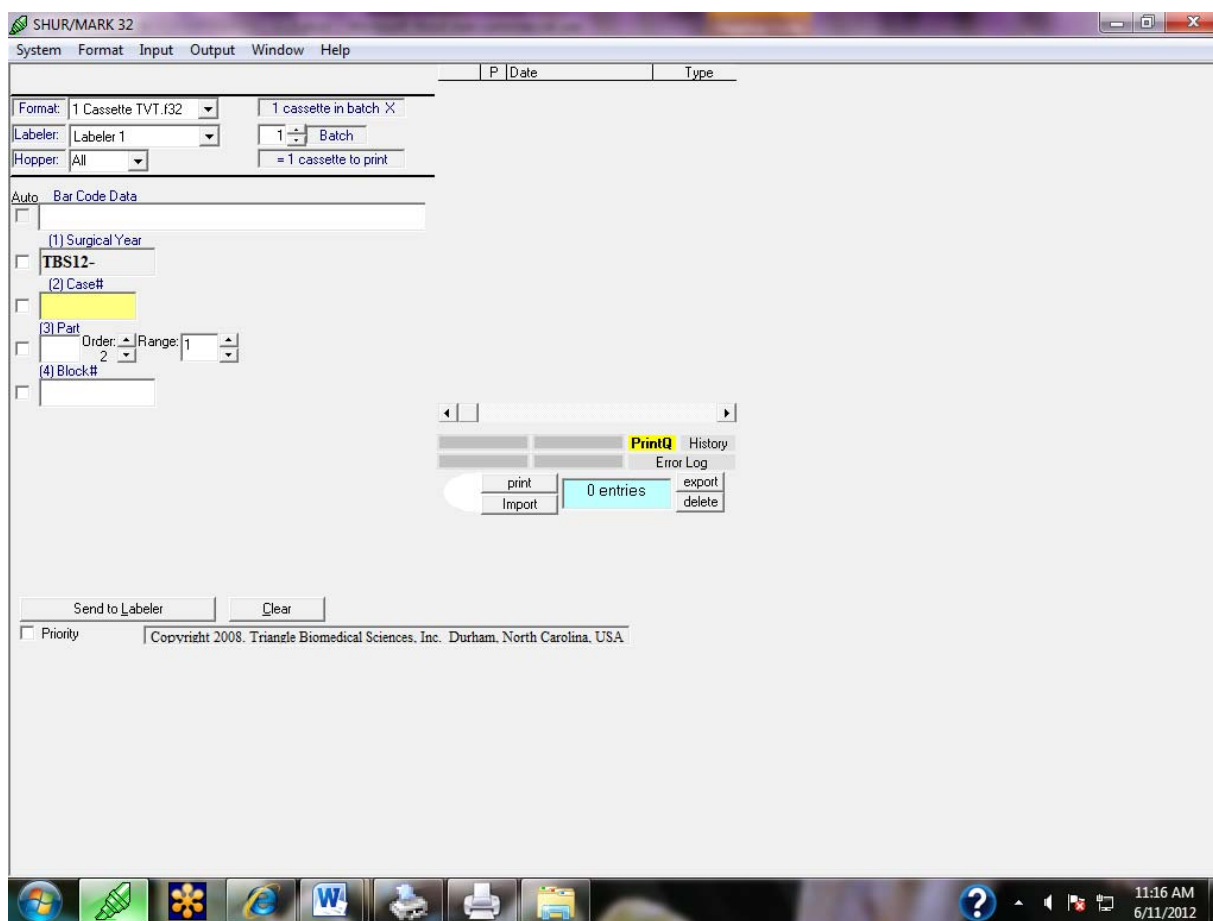 SHUR/MARK 32
System Format Input Output Window Help
P Date Type
Format: 1 Cassette TVT.f32 1 cassette in batch X
Labeler: Labeler 1 1 Batch
Hopper: All = 1 cassette to print
Auto Bar Code Data
(1) Surgical Year
TBS12-
(2) Case#
(3) Part
Order: 2 Range: 1
(4) Block#
PrintQ History
Error Log
print 0 entries export
Import delete
Send to Labeler Clear
Priority Copyright 2008. Triangle Biomedical Sciences, Inc. Durham, North Carolina, USA
11:16 AM
6/11/2012